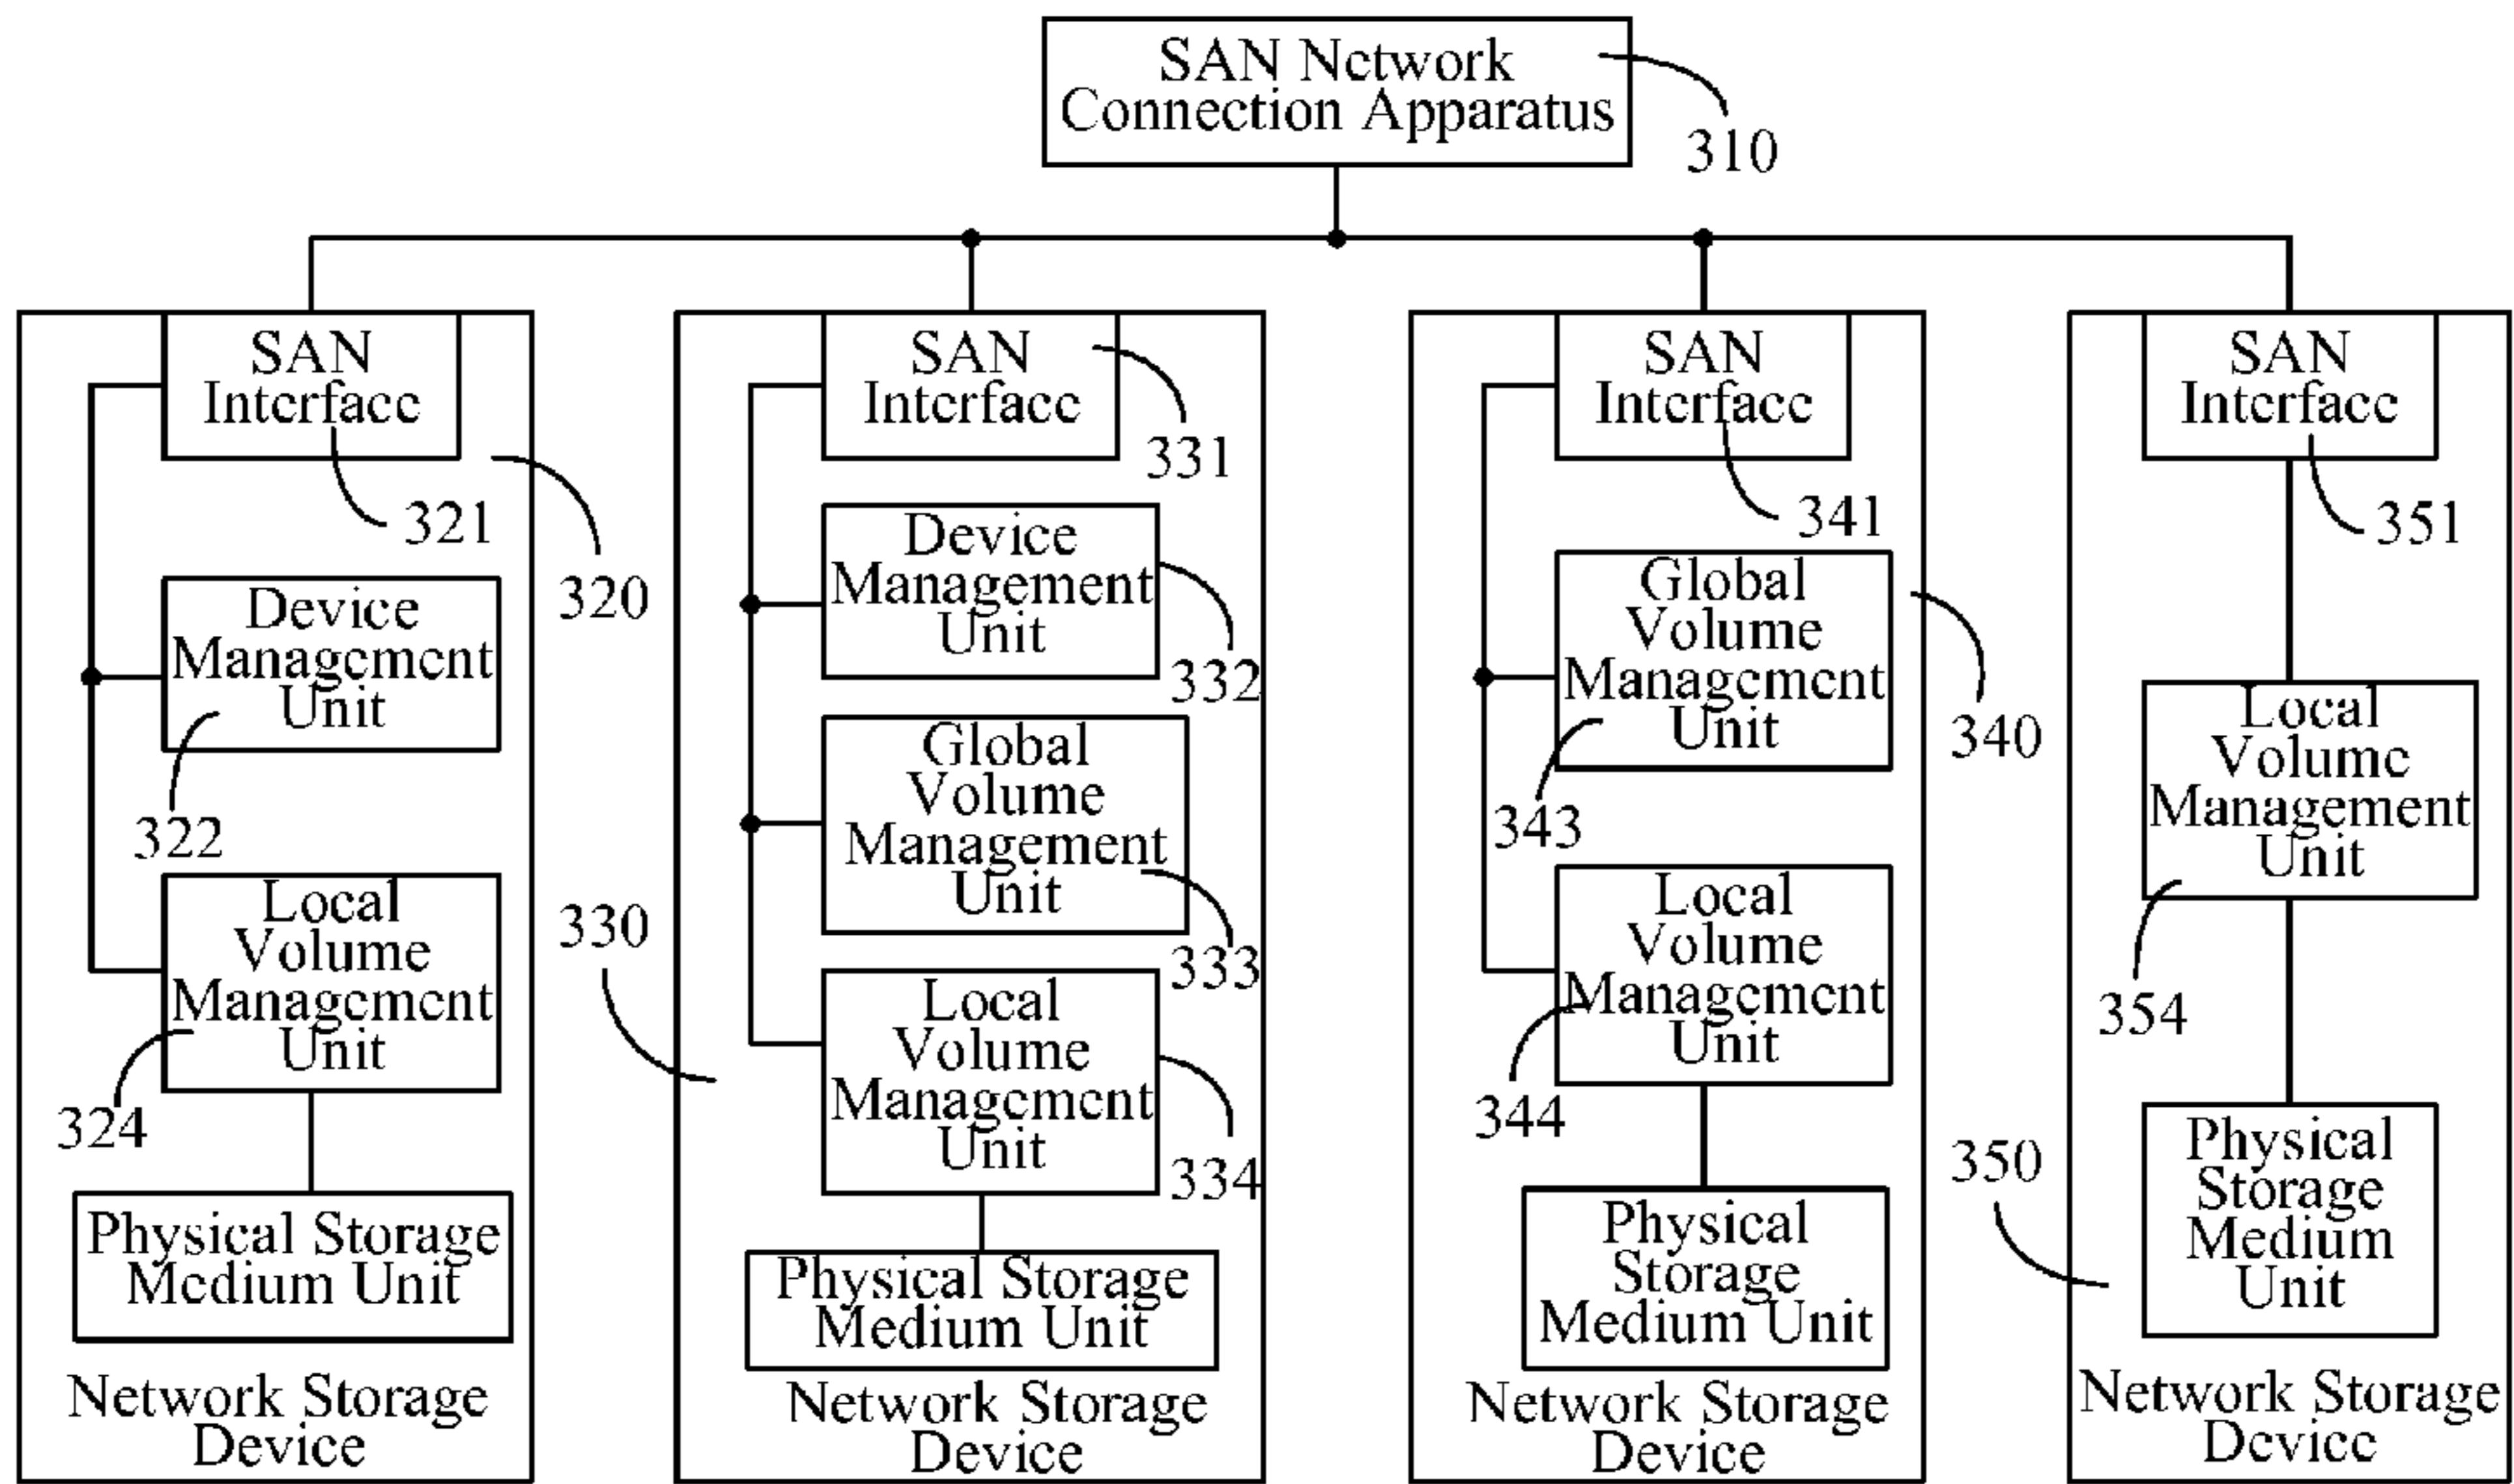 SAN Network
Connection Apparatus
310
SAN
Interface
321
320
Device
Management
Unit
322
Local
Volume
Management
Unit
324
Physical Storage
Medium Unit
Network Storage
Device
SAN
Interface
331
Device
Management
Unit
332
Global
Volume
Management
Unit
333
330
Local
Volume
Management
Unit
334
Physical Storage
Medium Unit
Network Storage
Device
SAN
Interface
341
Global
Volume
Management
Unit
340
343
Local
Volume
Management
Unit
344
Physical
Storage
Medium Unit
Network Storage
Device
SAN
Interface
351
Local
Volume
Management
Unit
354
350
Physical
Storage
Medium
Unit
Network Storage
Device